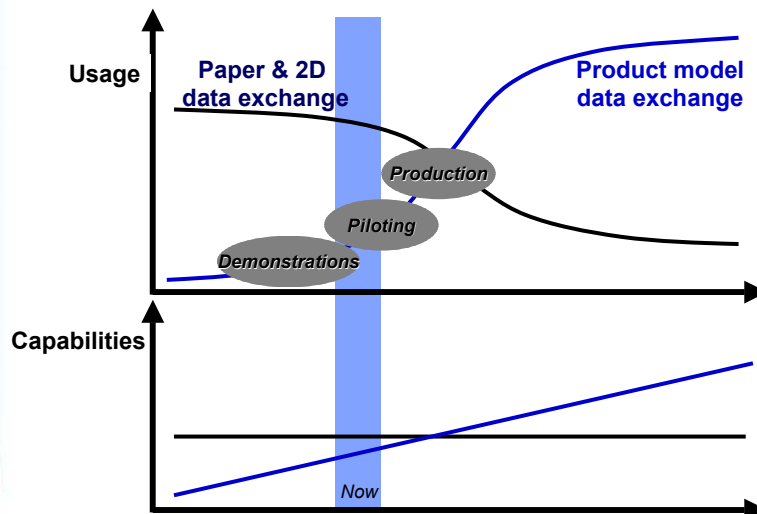 Usage
Paper & 2D
data exchange
Product model
data exchange
Production
Piloting
Demonstrations
Capabilities
Now